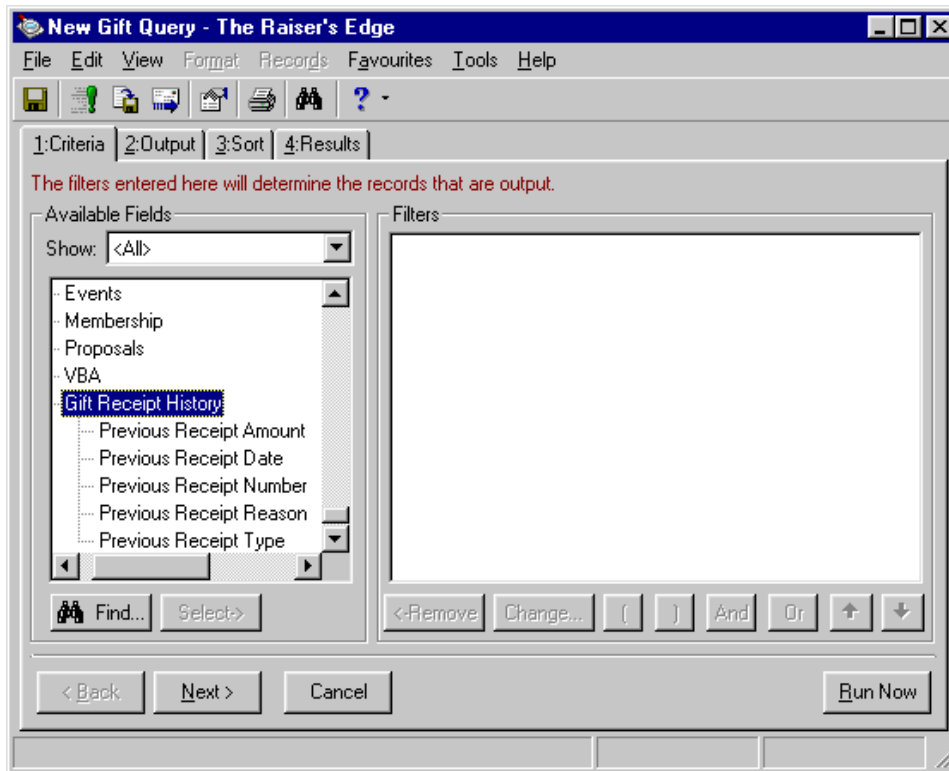 New Gift Query - The Raiser's Edge
File Edit View Format Records Favourites Tools Help
? -
1:Criteria 2:Output 3:Sort 4:Results
The filters entered here will determine the records that are output.
Available Fields
Show: <All>
Events
Membership
Proposals
VBA
Gift Receipt History
Previous Receipt Amount
Previous Receipt Date
Previous Receipt Number
Previous Receipt Reason
Previous Receipt Type
Find... Select->
Filters
<-Remove Change... ( ) And Or
< Back Next > Cancel Run Now